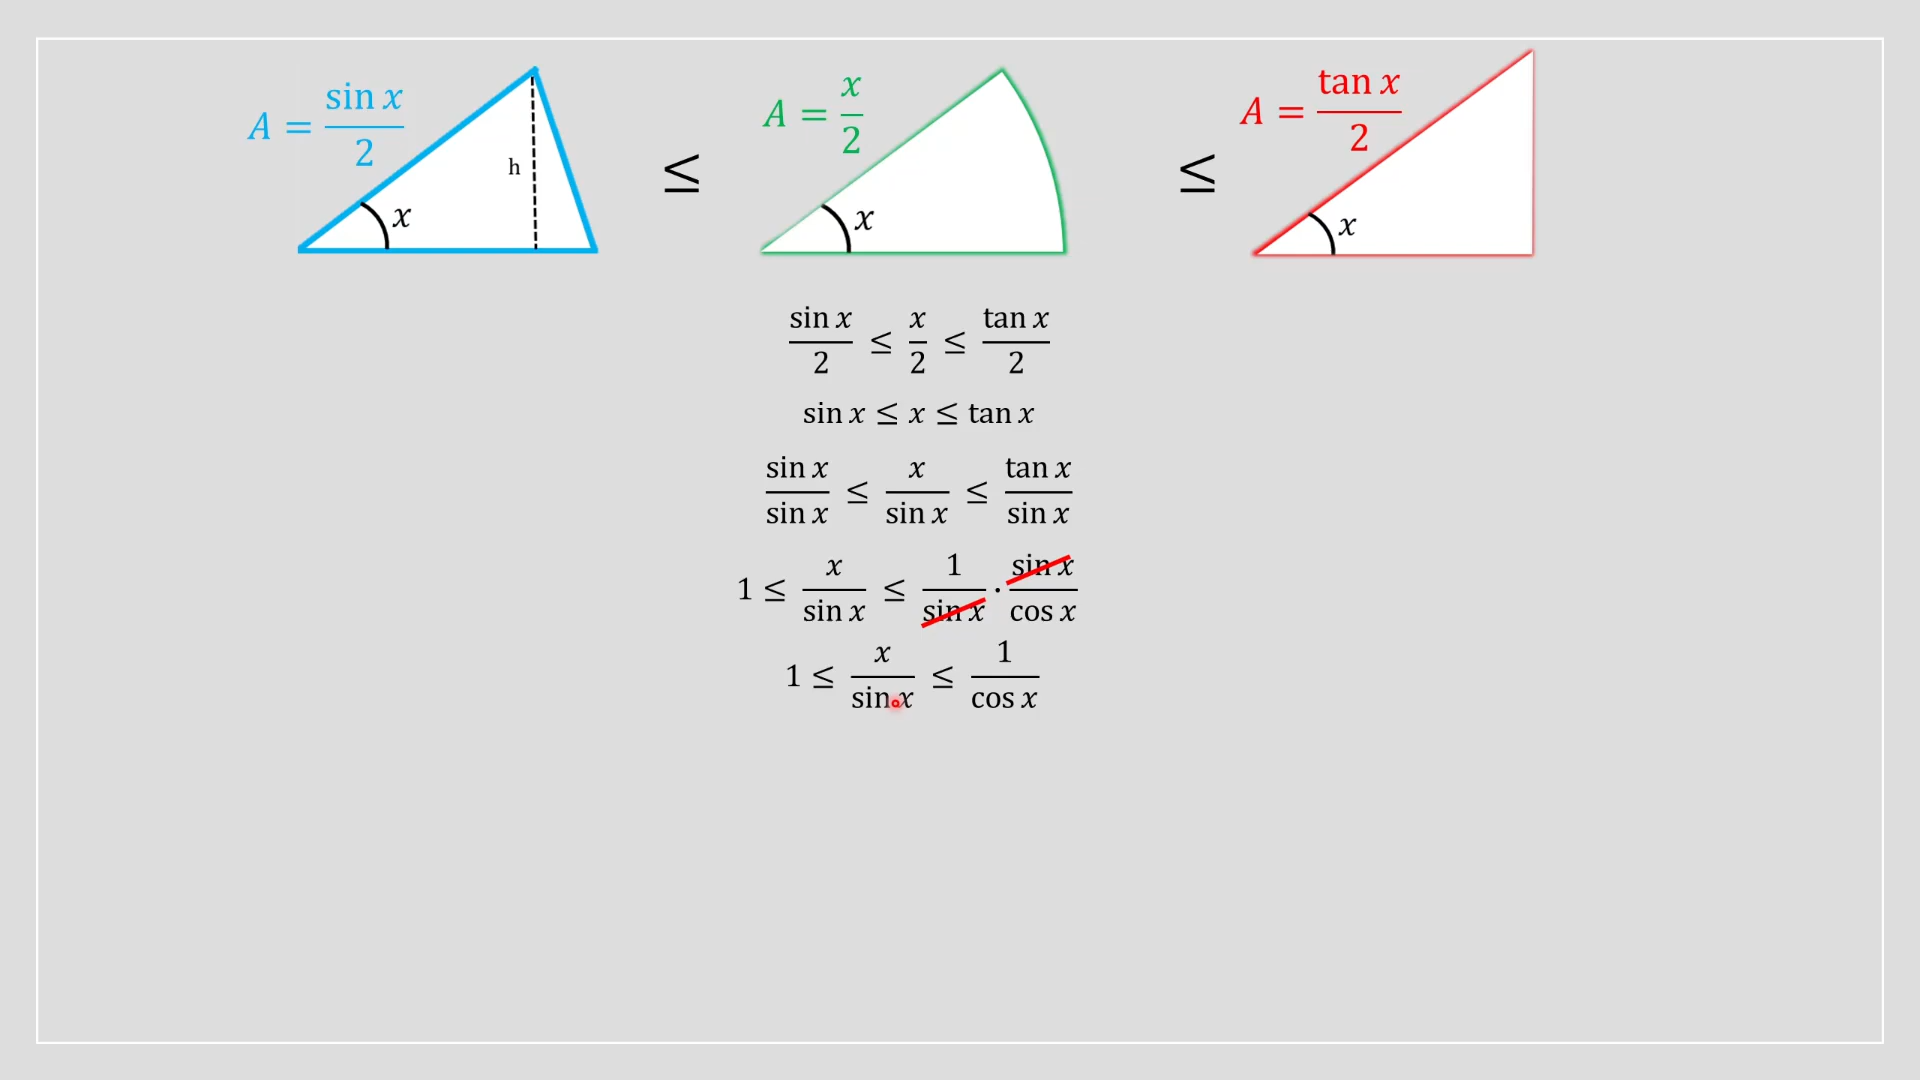 A = sin x / 2 ≤ A = x / 2 ≤ A = tan x / 2
h
x x x
sin x / 2 ≤ x / 2 ≤ tan x / 2
sin x ≤ x ≤ tan x
sin x / sin x ≤ x / sin x ≤ tan x / sin x
1 ≤ x / sin x ≤ 1 / sin x · sin x / cos x
1 ≤ x / sin x ≤ 1 / cos x